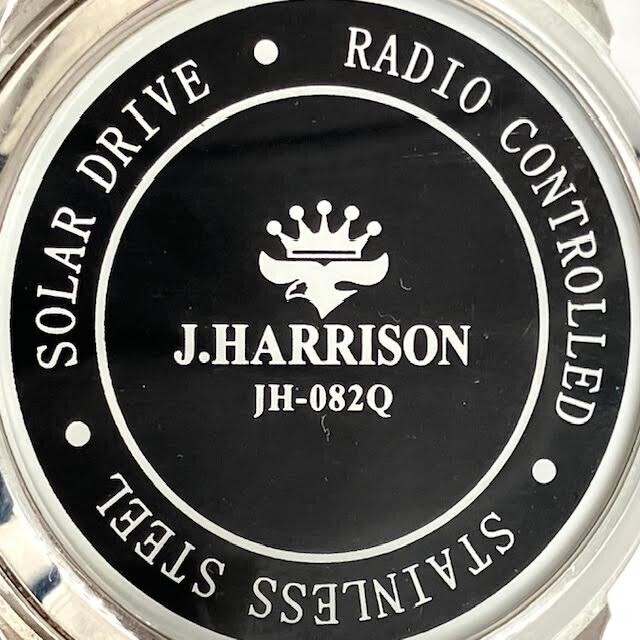 SOLAR DRIVE • RADIO CONTROLLED • STAINLESS STEEL •
J.HARRISON
JH-082Q